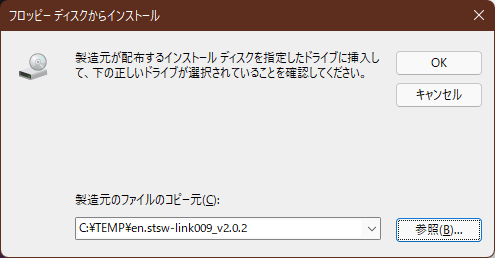 フロッピー ディスクからインストール
製造元が配布するインストール ディスクを指定したドライブに挿入し
て、下の正しいドライブが選択されていることを確認してください。
OK
キャンセル
製造元のファイルのコピー元(C):
C:¥TEMP¥en.stsw-link009_v2.0.2
参照(B)...